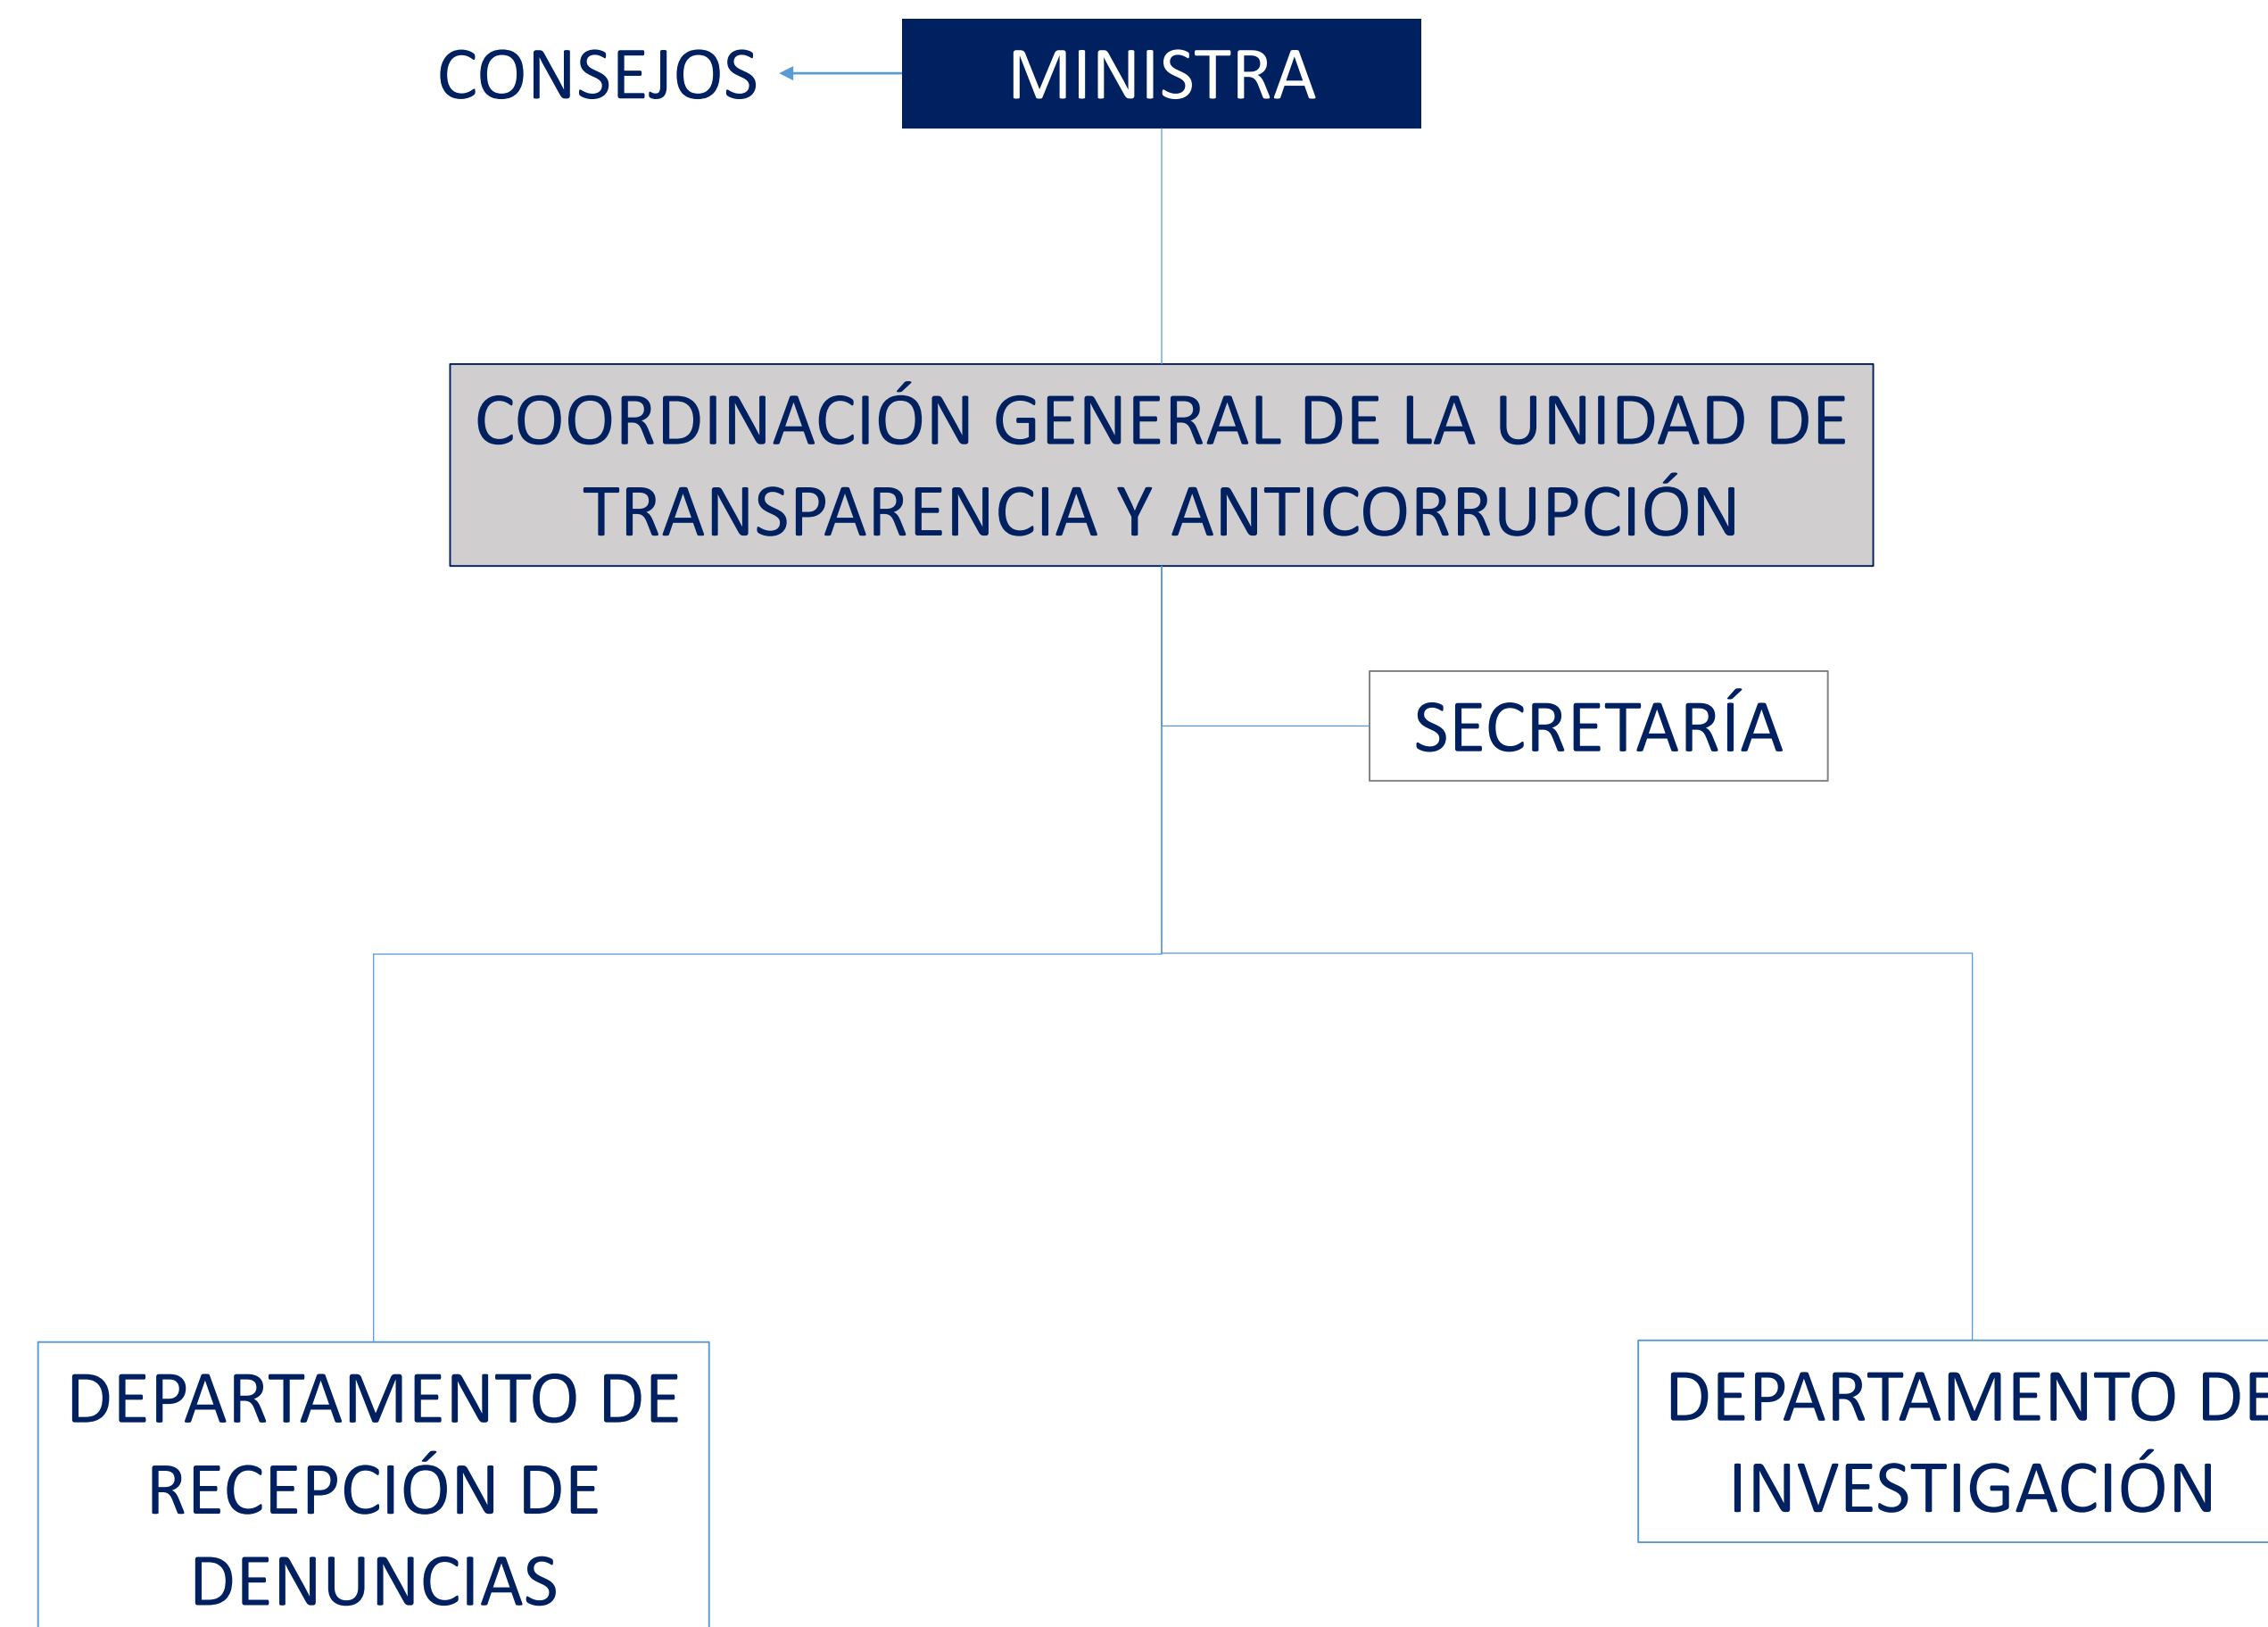 CONSEJOS
MINISTRA
COORDINACIÓN GENERAL DE LA UNIDAD DE
TRANSPARENCIA Y ANTICORRUPCIÓN
SECRETARÍA
DEPARTAMENTO DE
RECEPCIÓN DE
DENUNCIAS
DEPARTAMENTO DE
INVESTIGACIÓN